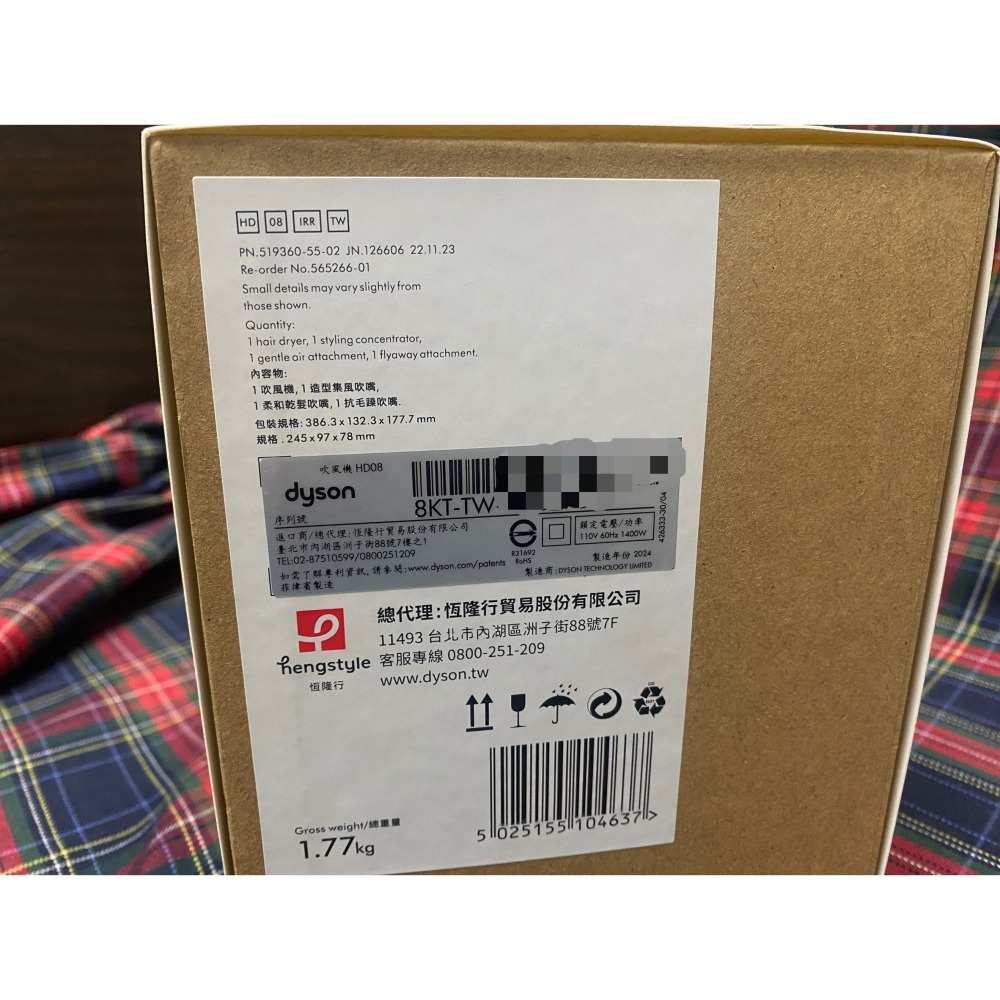 HD 08 IRR TW
PN.519360-55-02 JN.126606 22.11.23
Re-order No.565266-01
Small details may vary slightly from
those shown.
Quantity:
1 hair dryer, 1 styling concentrator,
1 gentle air attachment, 1 flyaway attachment.
內容物:
1 吹風機, 1 造型集風吹嘴,
1 柔和乾髮吹嘴, 1 抗毛躁吹嘴.
包裝規格: 386.3 x 132.3 x 177.7 mm
規格 . 245 x 97 x 78 mm
吹風機 HD08
dyson
8KT-TW-
序列號
進口商/總代理: 恆隆行貿易股份有限公司
臺北市內湖區洲子街88號7樓之1
TEL:02-87510599/0800251209
如需了解專利資訊, 請參閱:www.dyson.com/patents
菲律賓製造
R31692
RoHS
額定電壓/功率
110V 60Hz 1400W
製造年份 2024
製造商:DYSON TECHNOLOGY LIMITED
426333-30/04
hengstyle
恆隆行
總代理: 恆隆行貿易股份有限公司
11493 台北市內湖區洲子街88號7F
客服專線 0800-251-209
www.dyson.tw
Gross weight/總重量
1.77kg
5 025155 104637 >